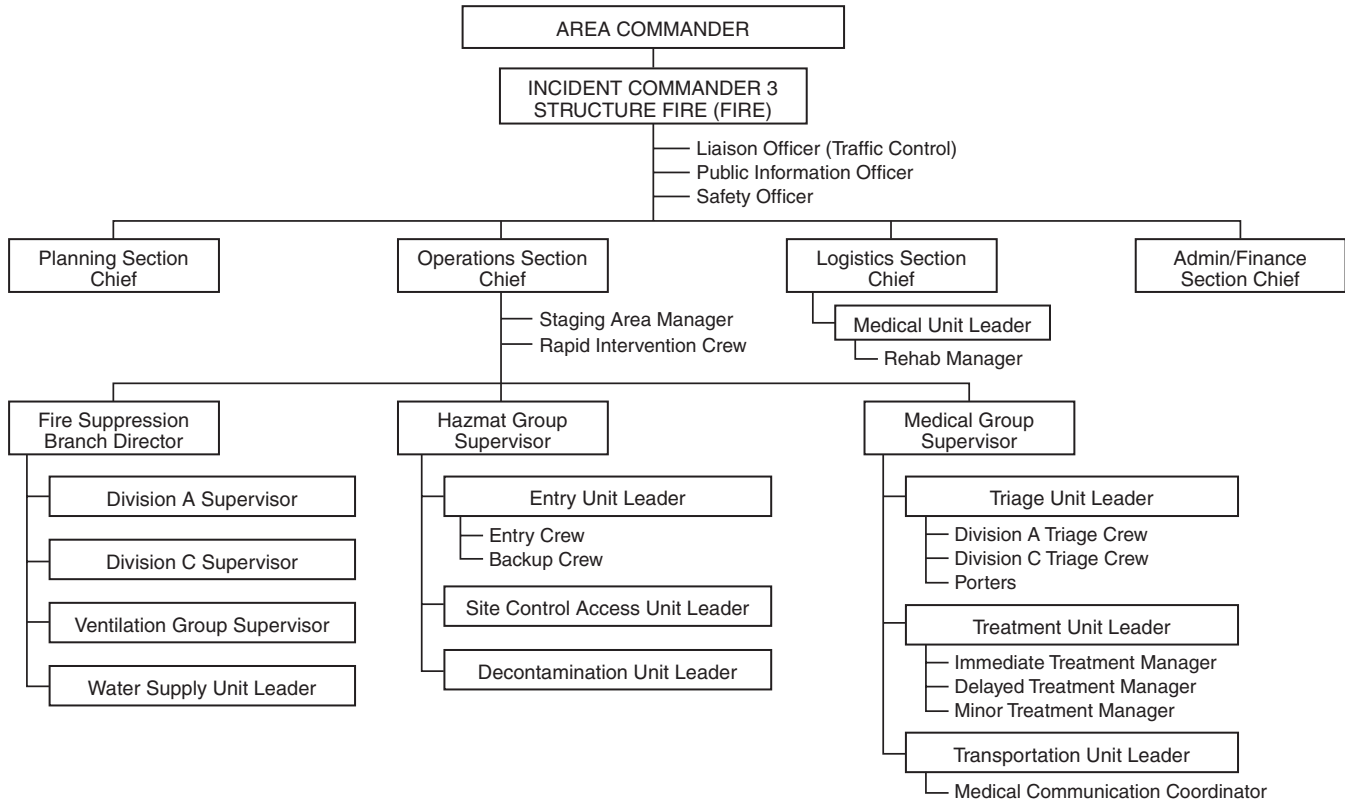 AREA COMMANDER
INCIDENT COMMANDER 3
STRUCTURE FIRE (FIRE)
Liaison Officer (Traffic Control)
Public Information Officer
Safety Officer
Planning Section
Chief
Operations Section
Chief
Logistics Section
Chief
Admin/Finance
Section Chief
Staging Area Manager
Rapid Intervention Crew
Medical Unit Leader
Rehab Manager
Fire Suppression
Branch Director
Division A Supervisor
Division C Supervisor
Ventilation Group Supervisor
Water Supply Unit Leader
Hazmat Group
Supervisor
Entry Unit Leader
Entry Crew
Backup Crew
Site Control Access Unit Leader
Decontamination Unit Leader
Medical Group
Supervisor
Triage Unit Leader
Division A Triage Crew
Division C Triage Crew
Porters
Treatment Unit Leader
Immediate Treatment Manager
Delayed Treatment Manager
Minor Treatment Manager
Transportation Unit Leader
Medical Communication Coordinator